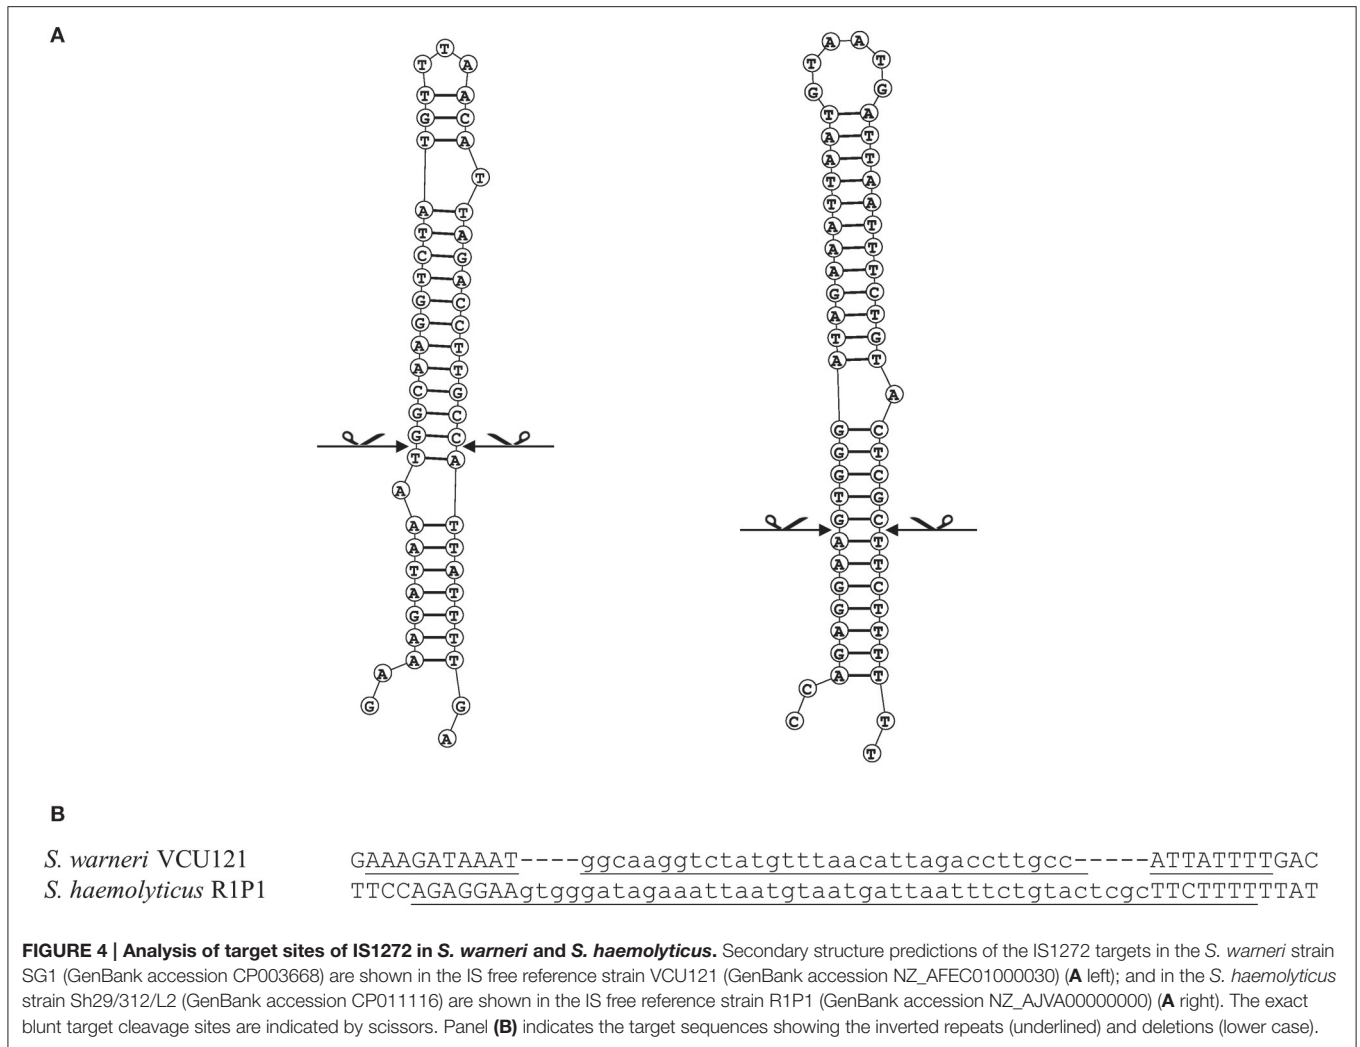 A
GAAAGATAAATGGCAAGGTCTATGTTTAACATTAGACCTTGCCATTATTTTGA
CCAGAGGAAGTGGGATAGAAATTAATGTAATGATTAATTTCTGTACTCGCTTCTTTTTT
B
S. warneri VCU121 GAAAGATAAAT----ggcaaggtctatgtttaacattagaccttgcc-----ATTATTTTGAC
S. haemolyticus R1P1 TTCCAGAGGAAgtgggatagaaattaatgtaatgattaatttctgtactcgcTTCTTTTTTAT
FIGURE 4 | Analysis of target sites of IS1272 in S. warneri and S. haemolyticus. Secondary structure predictions of the IS1272 targets in the S. warneri strain
SG1 (GenBank accession CP003668) are shown in the IS free reference strain VCU121 (GenBank accession NZ_AFEC01000030) (A left); and in the S. haemolyticus
strain Sh29/312/L2 (GenBank accession CP011116) are shown in the IS free reference strain R1P1 (GenBank accession NZ_AJVA00000000) (A right). The exact
blunt target cleavage sites are indicated by scissors. Panel (B) indicates the target sequences showing the inverted repeats (underlined) and deletions (lower case).